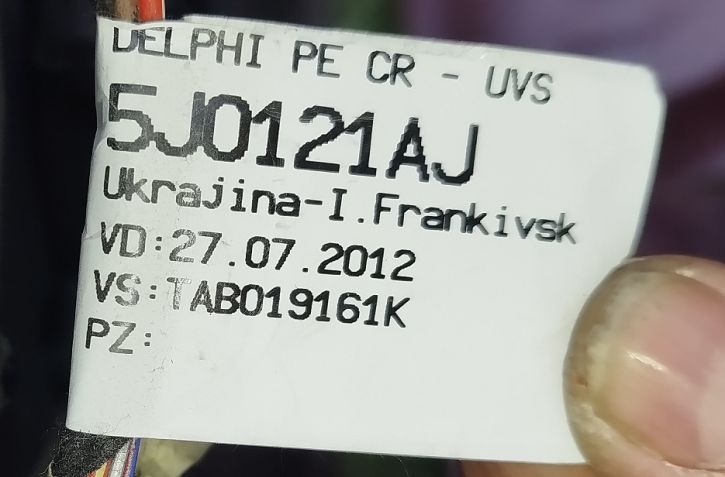 DELPHI PE CR - UVS
5J0121AJ
Ukrajina-I.Frankivsk
VD:27.07.2012
VS:TAB019161K
PZ: